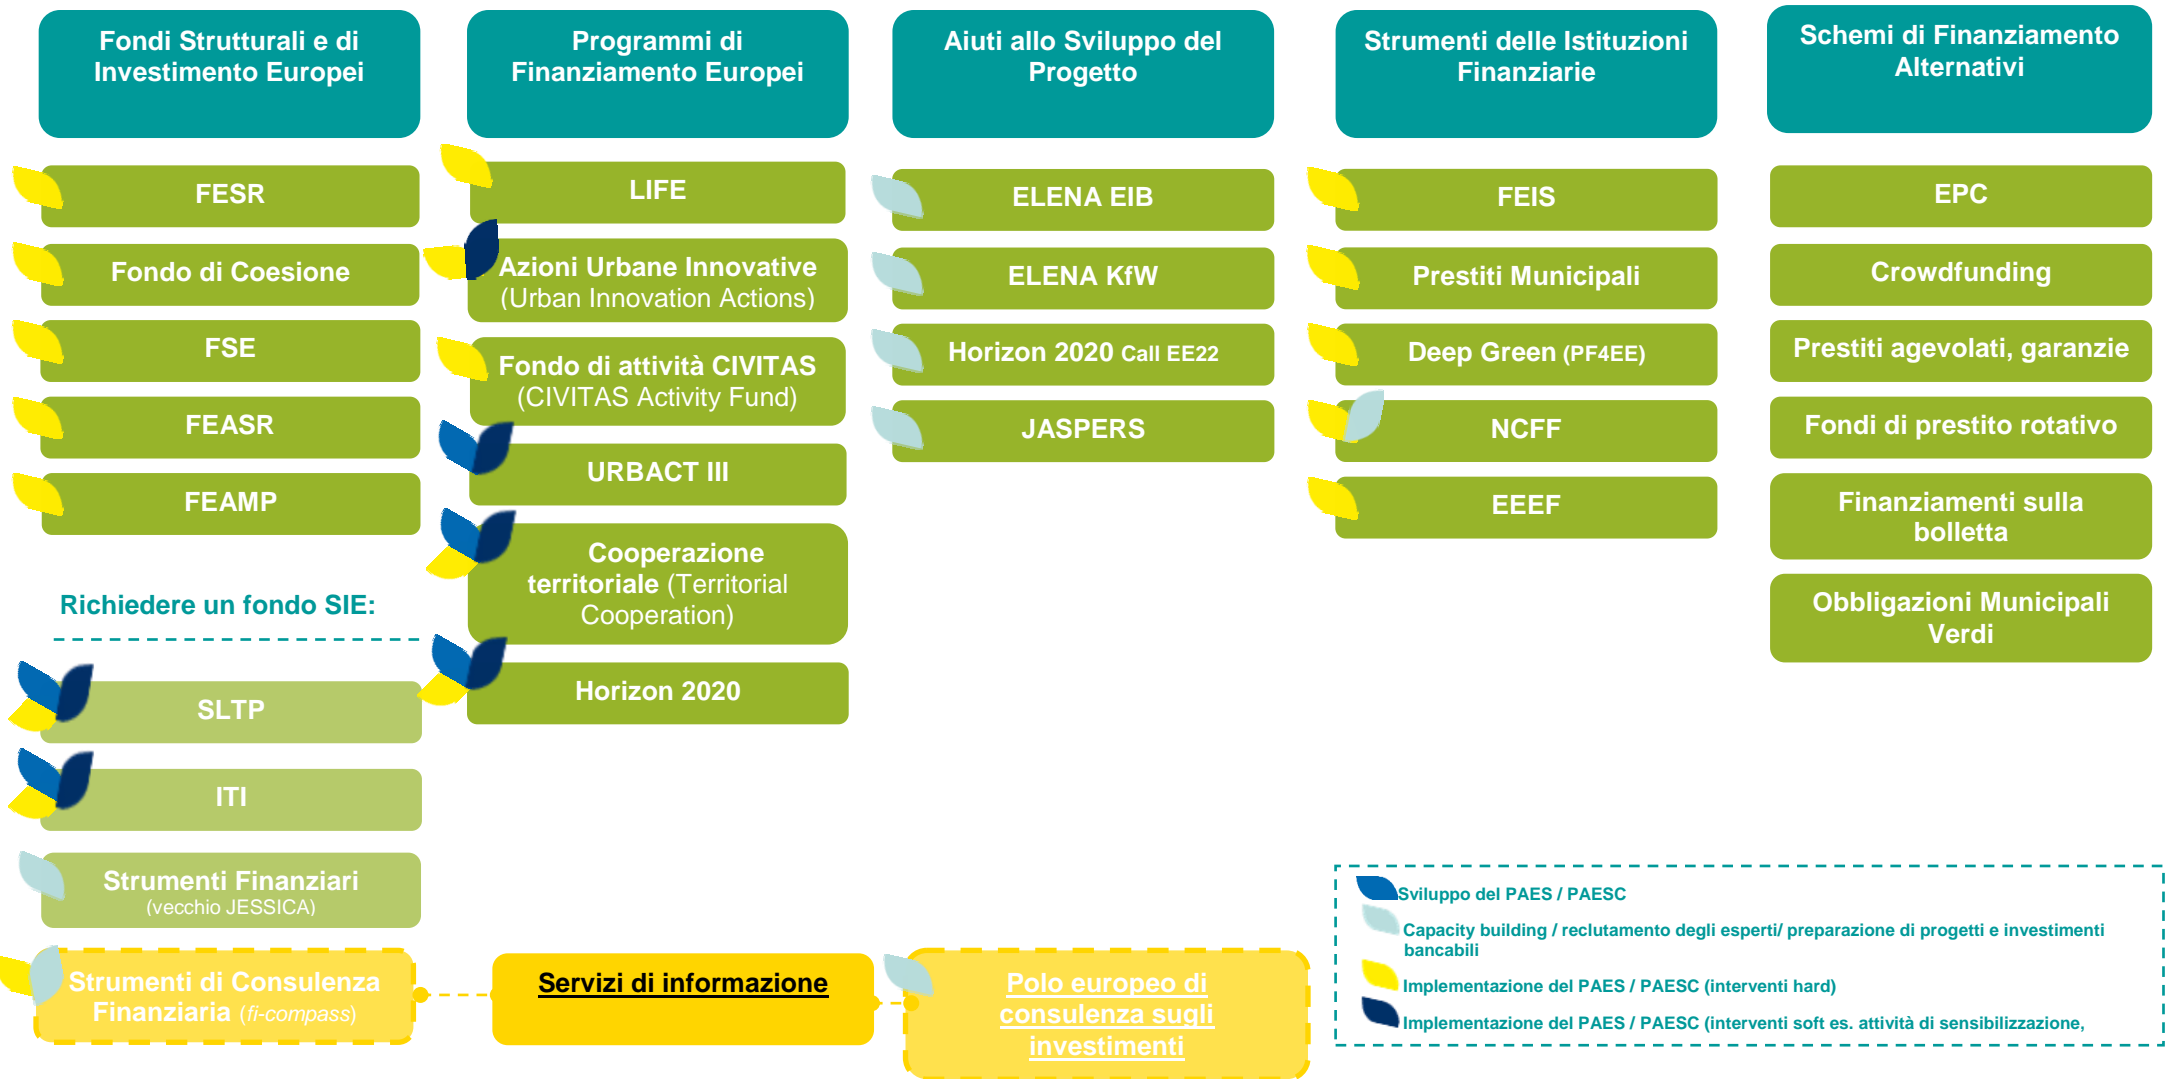 Fondi Strutturali e di
Investimento Europei
FESR
Fondo di Coesione
FSE
FEASR
FEAMP
Richiedere un fondo SIE:
SLTP
ITI
Strumenti Finanziari
(vecchio JESSICA)
Strumenti di Consulenza
Finanziaria (fi-compass)
Programmi di
Finanziamento Europei
LIFE
Azioni Urbane Innovative
(Urban Innovation Actions)
Fondo di attività CIVITAS
(CIVITAS Activity Fund)
URBACT III
Cooperazione
territoriale (Territorial
Cooperation)
Horizon 2020
Servizi di informazione
Aiuti allo Sviluppo del
Progetto
ELENA EIB
ELENA KfW
Horizon 2020 Call EE22
JASPERS
Polo europeo di
consulenza sugli
investimenti
Strumenti delle Istituzioni
Finanziarie
FEIS
Prestiti Municipali
Deep Green (PF4EE)
NCFF
EEEF
Schemi di Finanziamento
Alternativi
EPC
Crowdfunding
Prestiti agevolati, garanzie
Fondi di prestito rotativo
Finanziamenti sulla
bolletta
Obbligazioni Municipali
Verdi
Sviluppo del PAES / PAESC
Capacity building / reclutamento degli esperti/ preparazione di progetti e investimenti
bancabili
Implementazione del PAES / PAESC (interventi hard)
Implementazione del PAES / PAESC (interventi soft es. attività di sensibilizzazione,